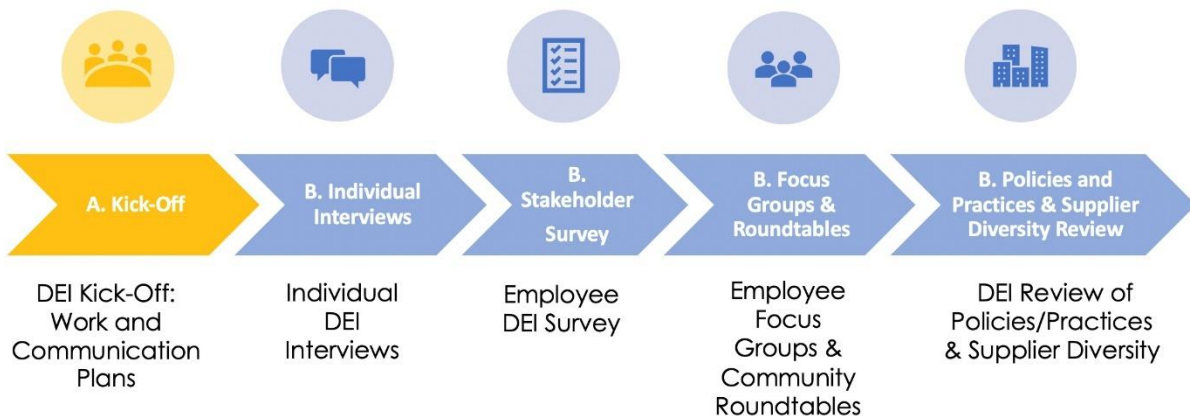 A. Kick-Off
B. Individual
Interviews
B.
Stakeholder
Survey
B. Focus
Groups &
Roundtables
B. Policies and
Practices & Supplier
Diversity Review
DEI Kick-Off:
Work and
Communication
Plans
Individual
DEI
Interviews
Employee
DEI Survey
Employee
Focus
Groups &
Community
Roundtables
DEI Review of
Policies/Practices
& Supplier Diversity